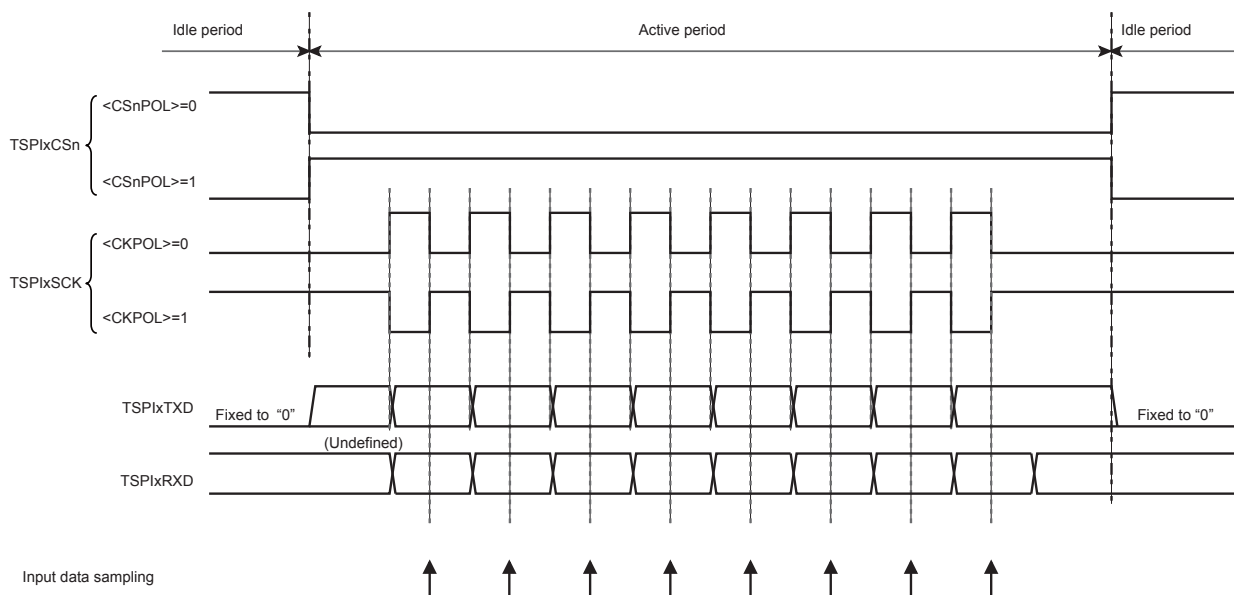 Idle period
Active period
Idle period
<CSnPOL>=0
TSPIxCSn
<CSnPOL>=1
<CKPOL>=0
TSPIxSCK
<CKPOL>=1
TSPIxTXD
Fixed to “0”
Fixed to “0”
(Undefined)
TSPIxRXD
Input data sampling